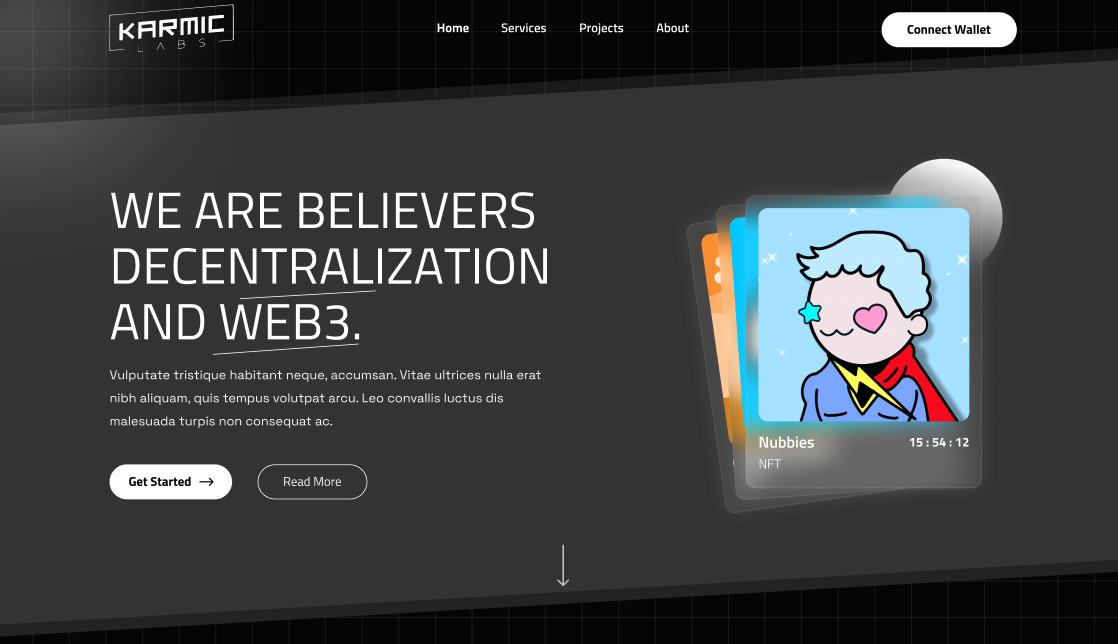 KARMIC
LABS
Home
Services
Projects
About
Connect Wallet
WE ARE BELIEVERS
DECENTRALIZATION
AND WEB3.
Vulputate tristique habitant neque, accumsan. Vitae ultrices nulla erat
nibh aliquam, quis tempus volutpat arcu. Leo convallis luctus dis
malesuada turpis non consequat ac.
Get Started
Read More
Nubbies
15 : 54 : 12
NFT